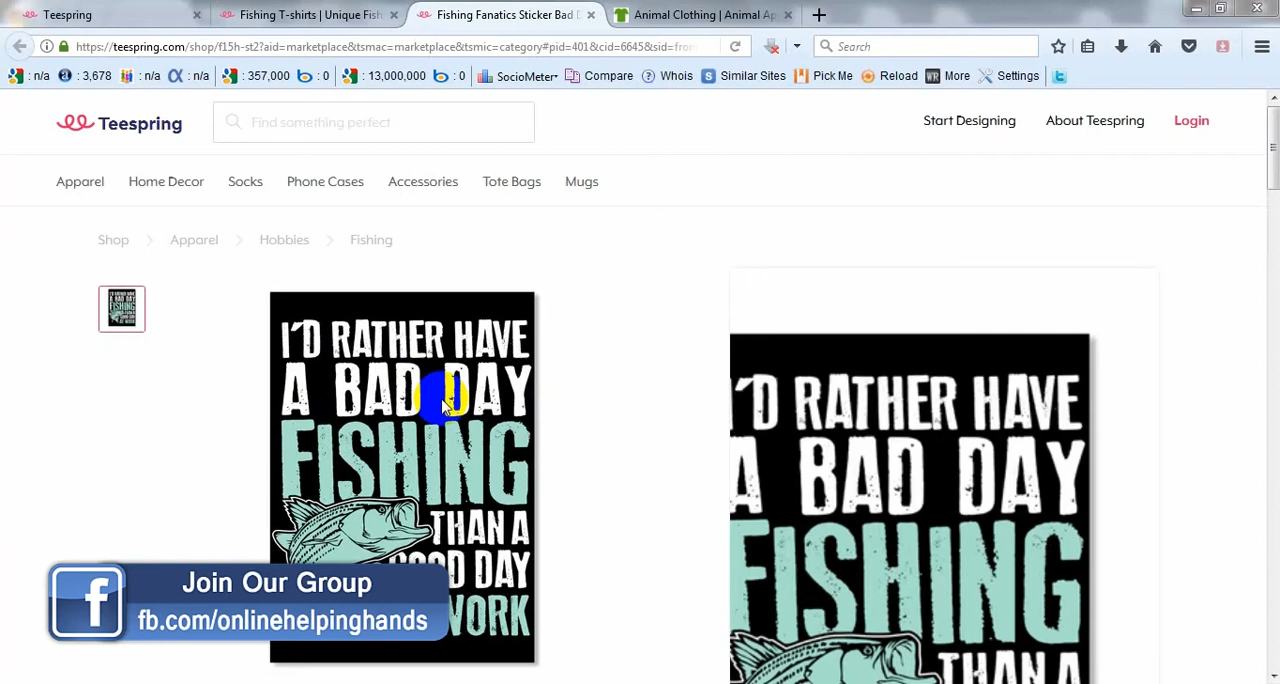 Teespring
Fishing T-shirts | Unique Fish
Fishing Fanatics Sticker Bad D
Animal Clothing | Animal Ap
https://teespring.com/shop/f15h-st2?aid=marketplace&tsmac=marketplace&tsmic=category#pid=401&cid=6645&sid=fron
Search
: n/a : 3,678 : n/a : n/a : 357,000 : 0 : 13,000,000 : 0 SocioMeter Compare Whois Similar Sites Pick Me Reload More Settings
Teespring
Find something perfect
Start Designing About Teespring Login
Apparel Home Decor Socks Phone Cases Accessories Tote Bags Mugs
Shop Apparel Hobbies Fishing
I'D RATHER HAVE
A BAD DAY
FISHING
THAN A
GOOD DAY
WORK
I'D RATHER HAVE
A BAD DAY
FISHING
THAN A
Join Our Group
fb.com/onlinehelpinghands